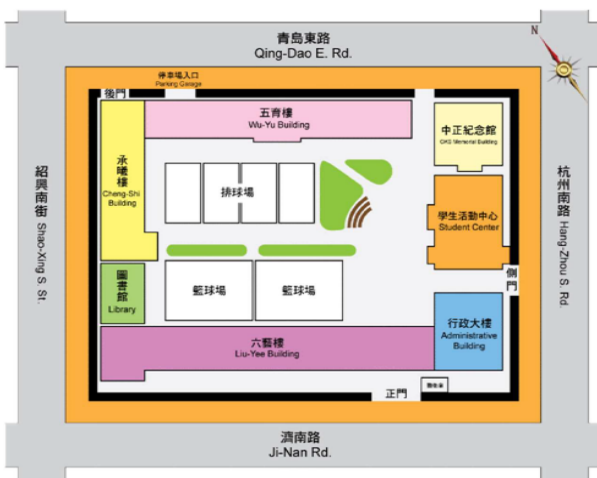 青島東路
Qing-Dao E. Rd.
N
停車場入口
Parking Garage
後門
五育樓
Wu-Yu Building
中正紀念館
CKS Memorial Building
承曦樓
Cheng-Shi
Building
排球場
紹興南街 Shao-Xing S. St.
杭州南路 Hang-Zhou S. Rd.
學生活動中心
Student Center
側門
圖書館
Library
籃球場
籃球場
行政大樓
Administrative
Building
六藝樓
Liu-Yee Building
正門
濟南路
Ji-Nan Rd.